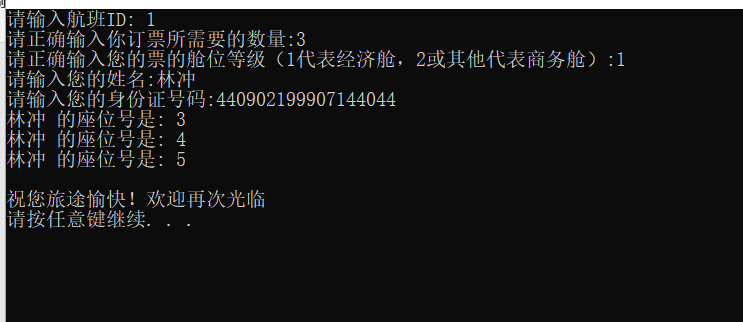 请输入航班ID: 1
请正确输入你订票所需要的数量:3
请正确输入您的票的舱位等级（1代表经济舱，2或其他代表商务舱）:1
请输入您的姓名:林冲
请输入您的身份证号码:440902199907144044
林冲 的座位号是: 3
林冲 的座位号是: 4
林冲 的座位号是: 5
祝您旅途愉快! 欢迎再次光临
请按任意键继续. . .